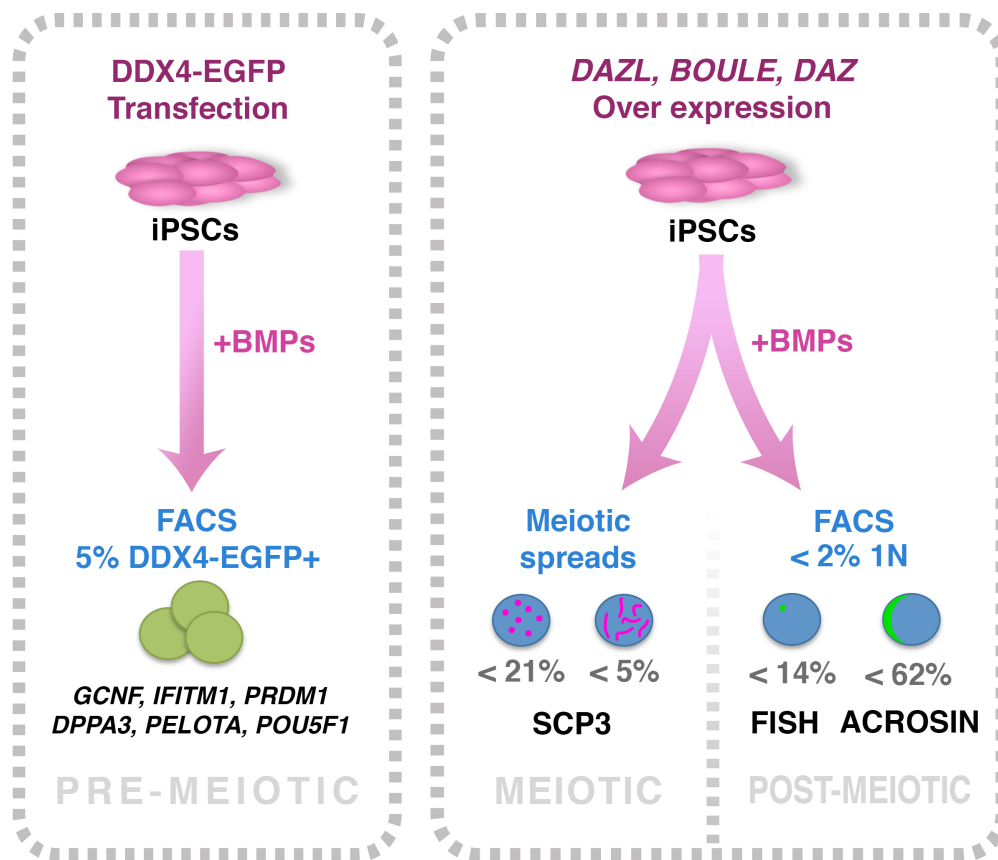 DDX4-EGFP
Transfection
iPSCs
+BMPs
FACS
5% DDX4-EGFP+
GCNF, IFITM1, PRDM1
DPPA3, PELOTA, POU5F1
PRE-MEIOTIC
DAZL, BOULE, DAZ
Over expression
iPSCs
+BMPs
Meiotic
spreads
< 21% < 5%
SCP3
MEIOTIC
FACS
< 2% 1N
< 14% < 62%
FISH ACROSIN
POST-MEIOTIC